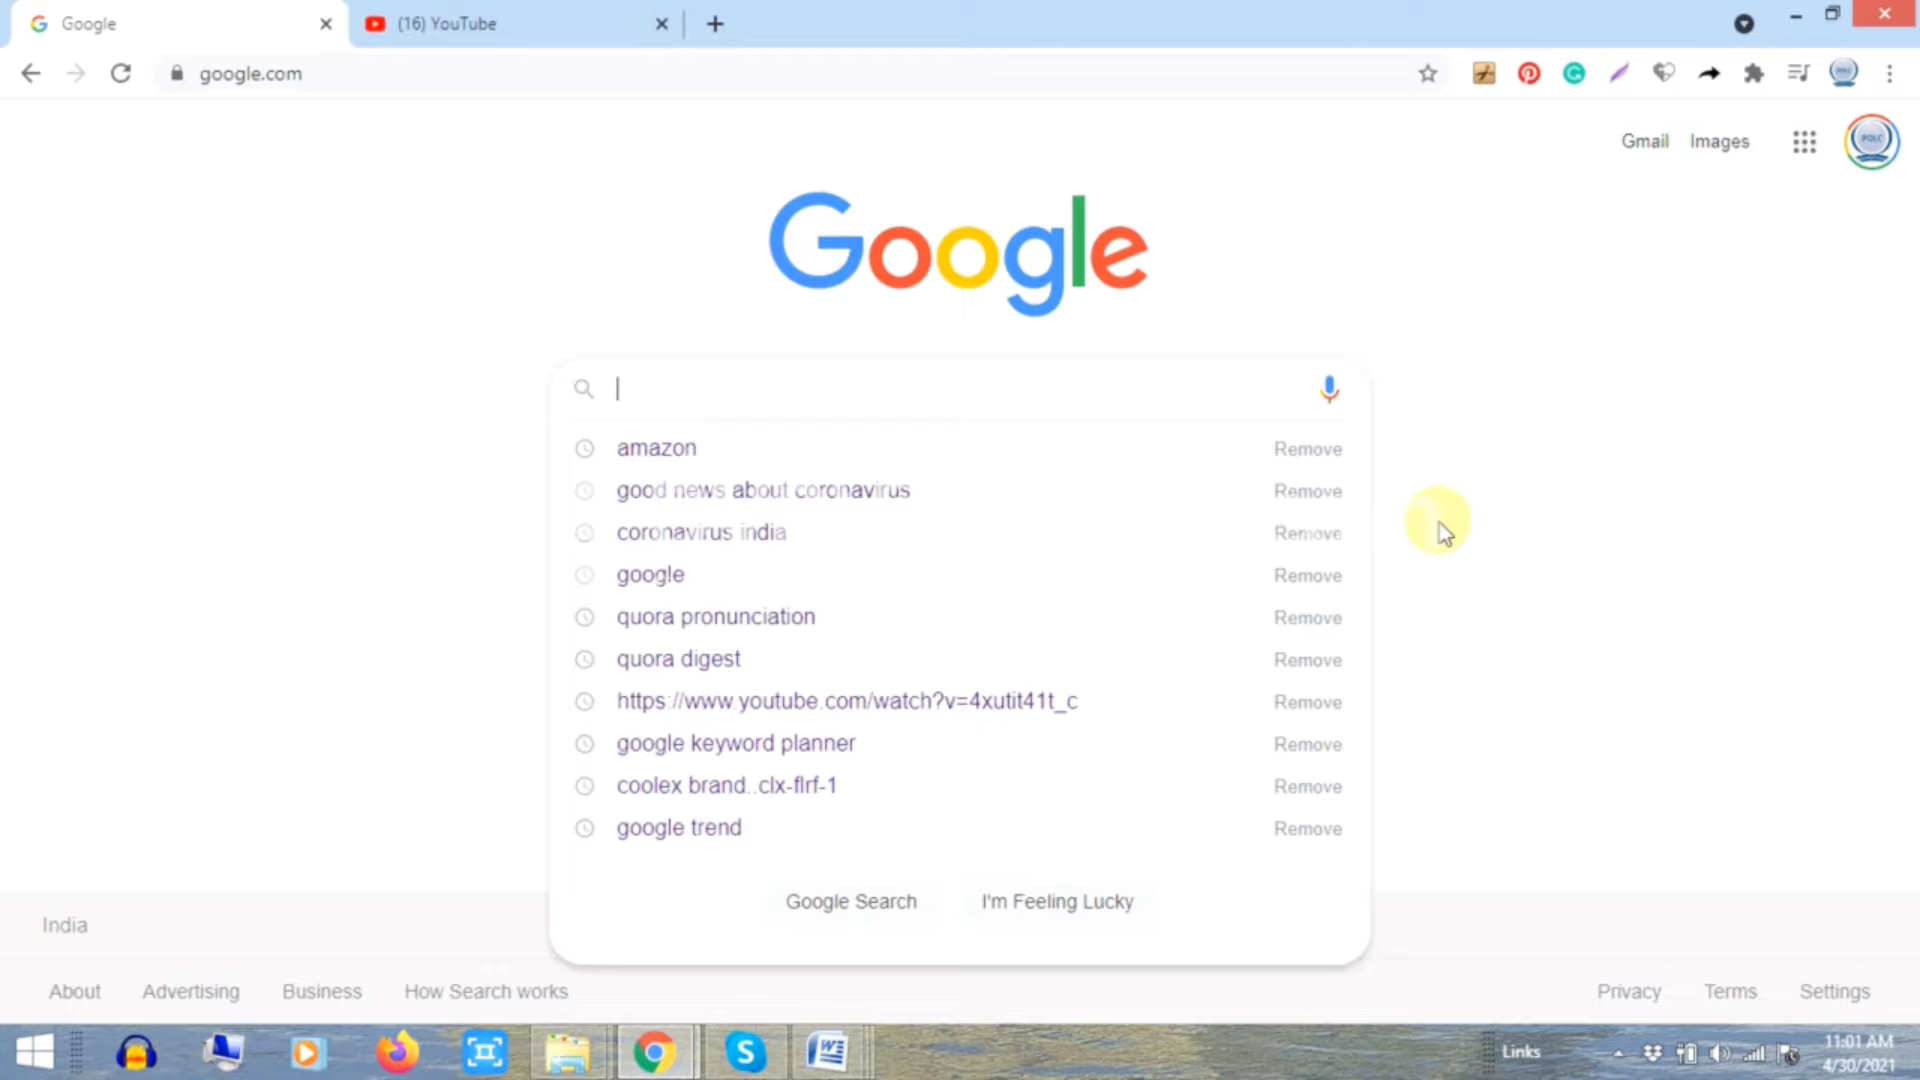 Google
(16) YouTube
google.com
Gmail Images
POLC
Google
amazon Remove
good news about coronavirus Remove
coronavirus india Remove
google Remove
quora pronunciation Remove
quora digest Remove
https://www.youtube.com/watch?v=4xutit41t_c Remove
google keyword planner Remove
coolex brand..clx-flrf-1 Remove
google trend Remove
Google Search I'm Feeling Lucky
India
About Advertising Business How Search works Privacy Terms Settings
Links
11:01 AM
4/30/2021